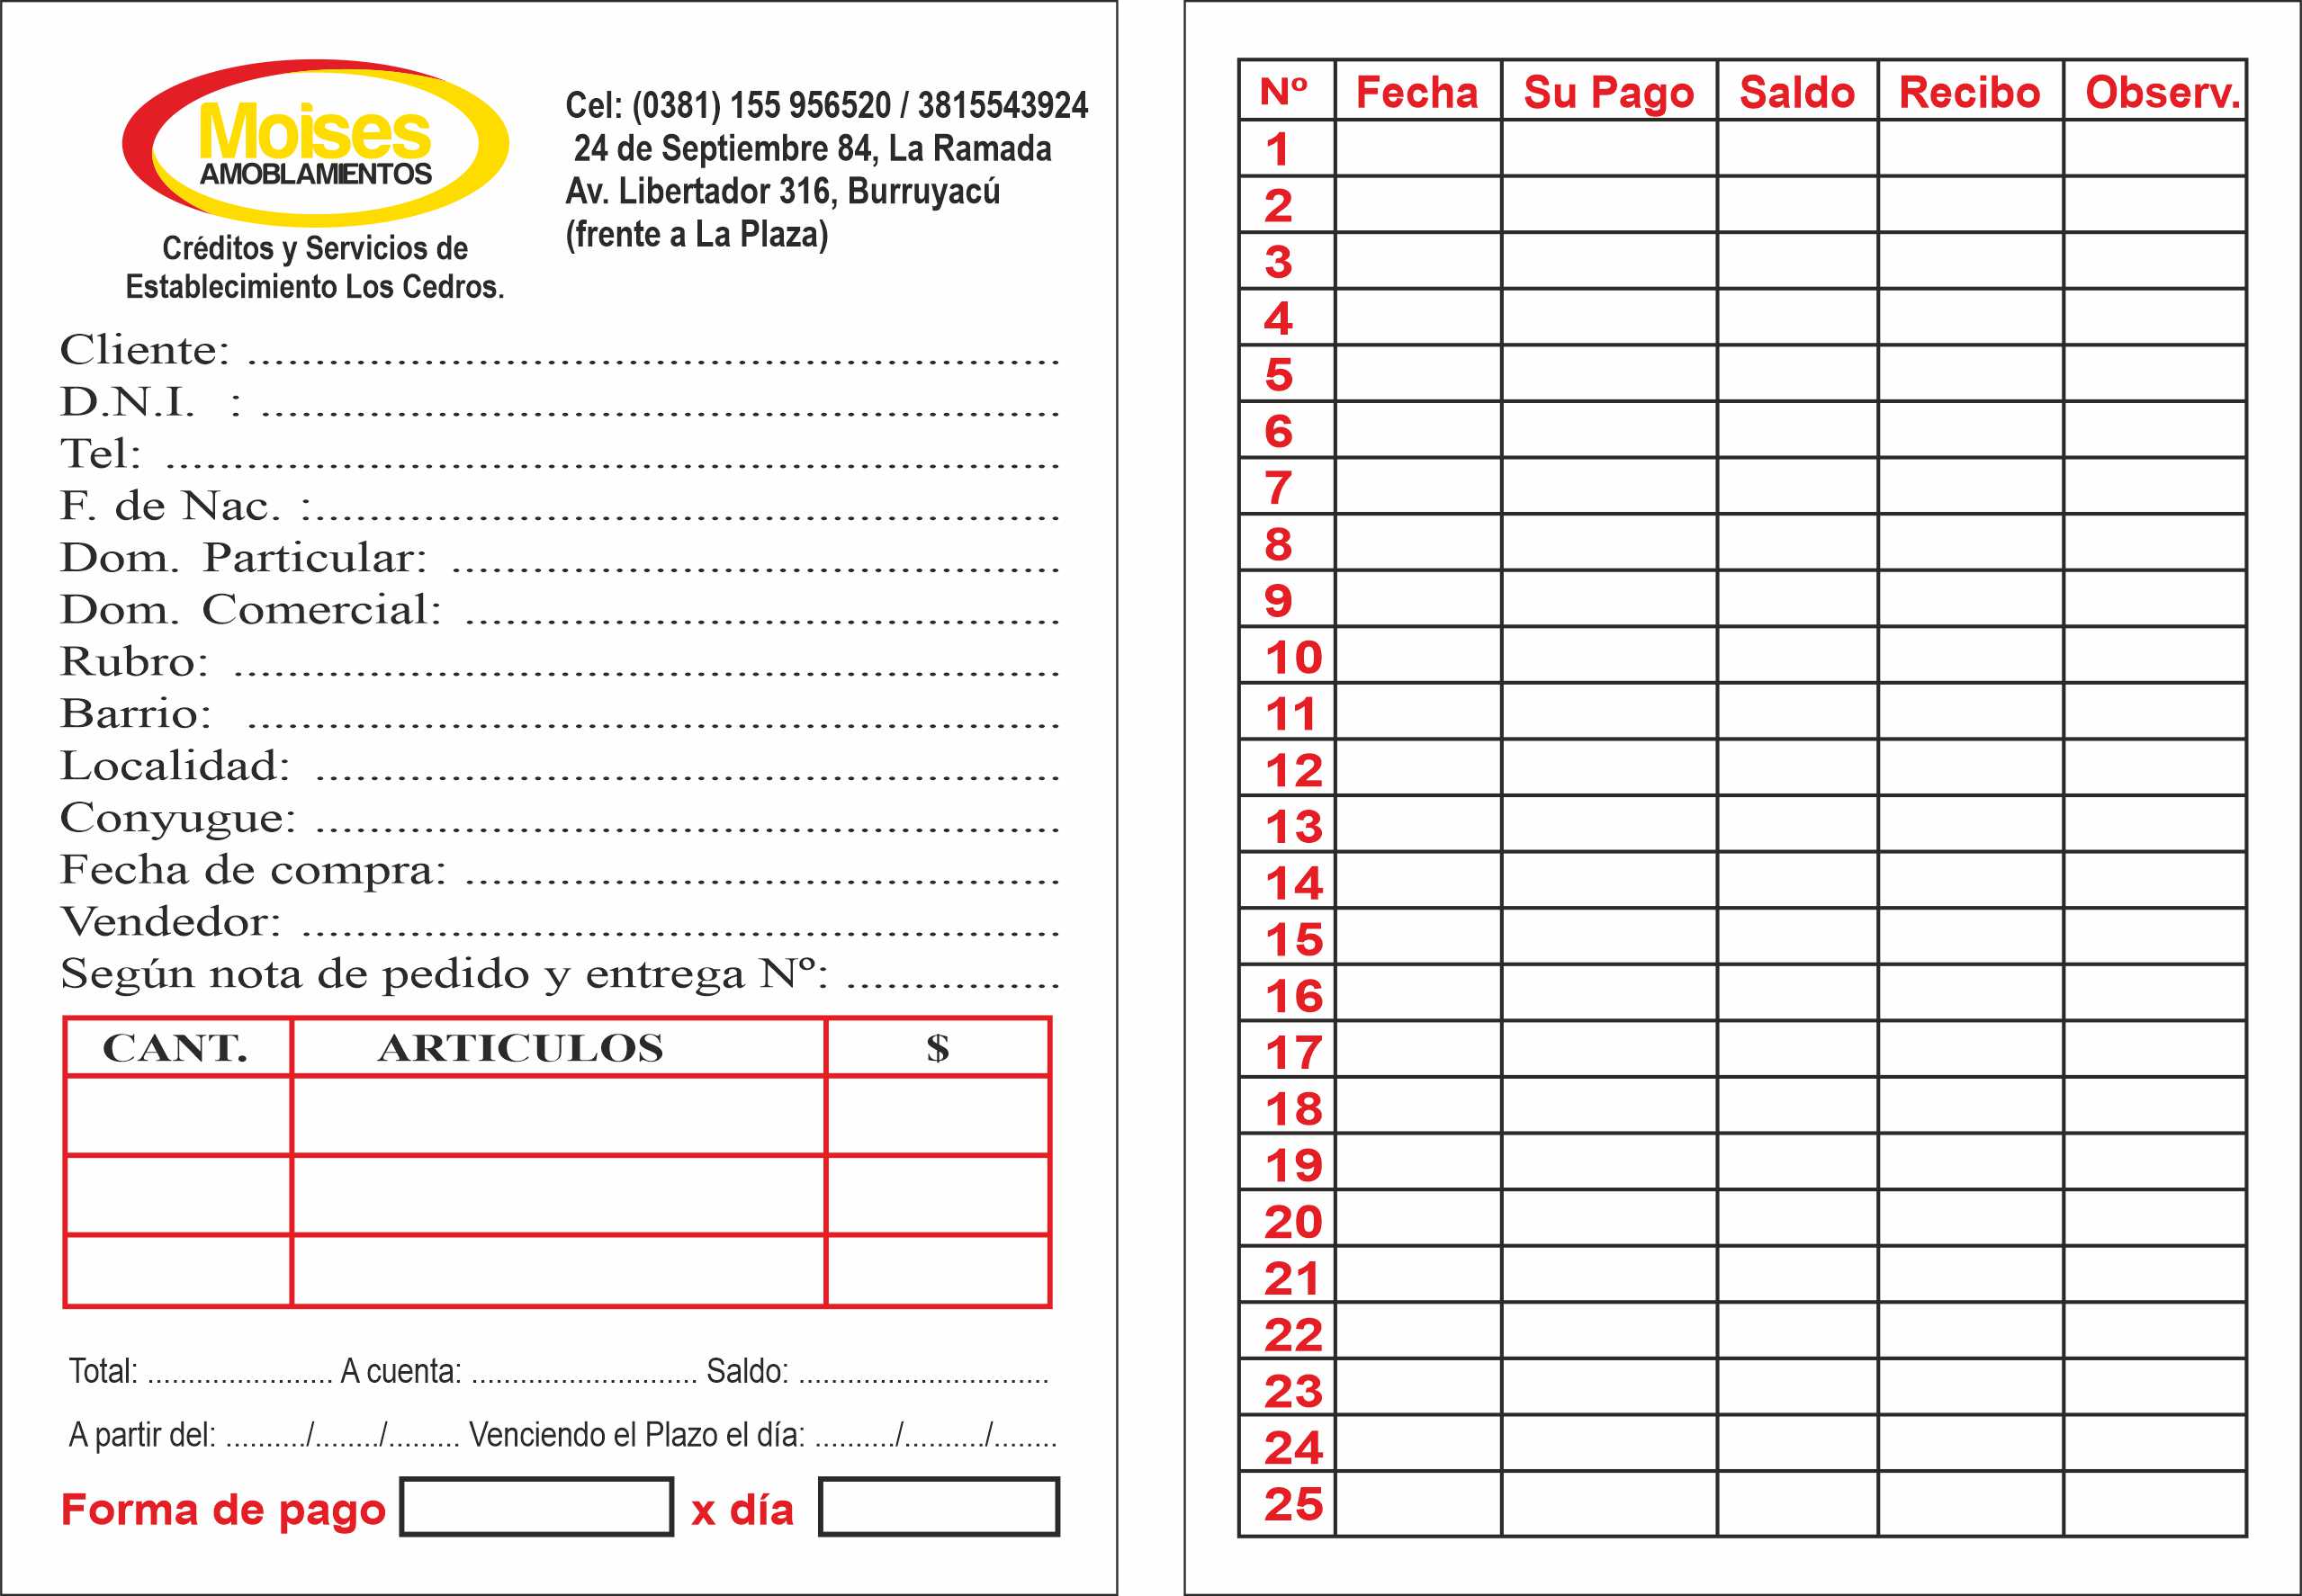 Moises
AMOBLAMIENTOS
Créditos y Servicios de
Establecimiento Los Cedros.
Cel: (0381) 155 956520 / 3815543924
24 de Septiembre 84, La Ramada
Av. Libertador 316, Burruyacú
(frente a La Plaza)
Cliente: ............................................................
D.N.I. : ...........................................................
Tel: ..................................................................
F. de Nac. :.......................................................
Dom. Particular: .............................................
Dom. Comercial: ............................................
Rubro: .............................................................
Barrio: ............................................................
Localidad: .......................................................
Conyugue: .......................................................
Fecha de compra: ............................................
Vendedor: ........................................................
Según nota de pedido y entrega Nº: ................
CANT. ARTICULOS $
Total: ....................... A cuenta: ............................ Saldo: ...............................
A partir del: ........../......../......... Venciendo el Plazo el día: ........../........../........
Forma de pago x día
Nº Fecha Su Pago Saldo Recibo Observ.
1
2
3
4
5
6
7
8
9
10
11
12
13
14
15
16
17
18
19
20
21
22
23
24
25